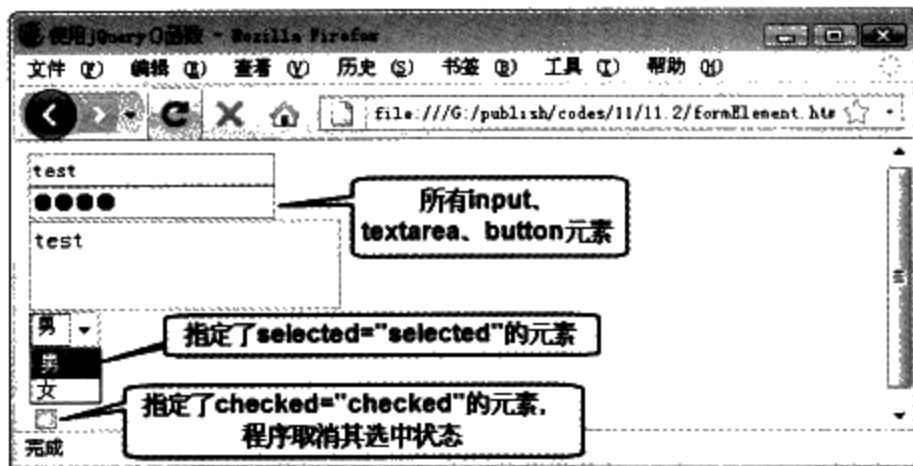 使用jQuery()函数 - Mozilla Firefox
文件 (F) 编辑 (E) 查看 (V) 历史 (S) 书签 (B) 工具 (T) 帮助 (H)
file:///G:/publish/codes/11/11.2/formElement.htm
test
●●●●
所有input、
textarea、button元素
test
男
指定了selected="selected"的元素
男
女
指定了checked="checked"的元素,
程序取消其选中状态
完成